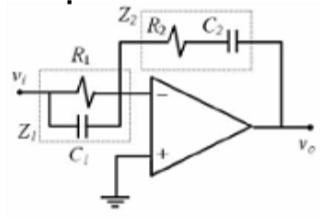 Z₂ R₂ C₂
R₁
vᵢ −
Z₁
C₁ +
vₒ